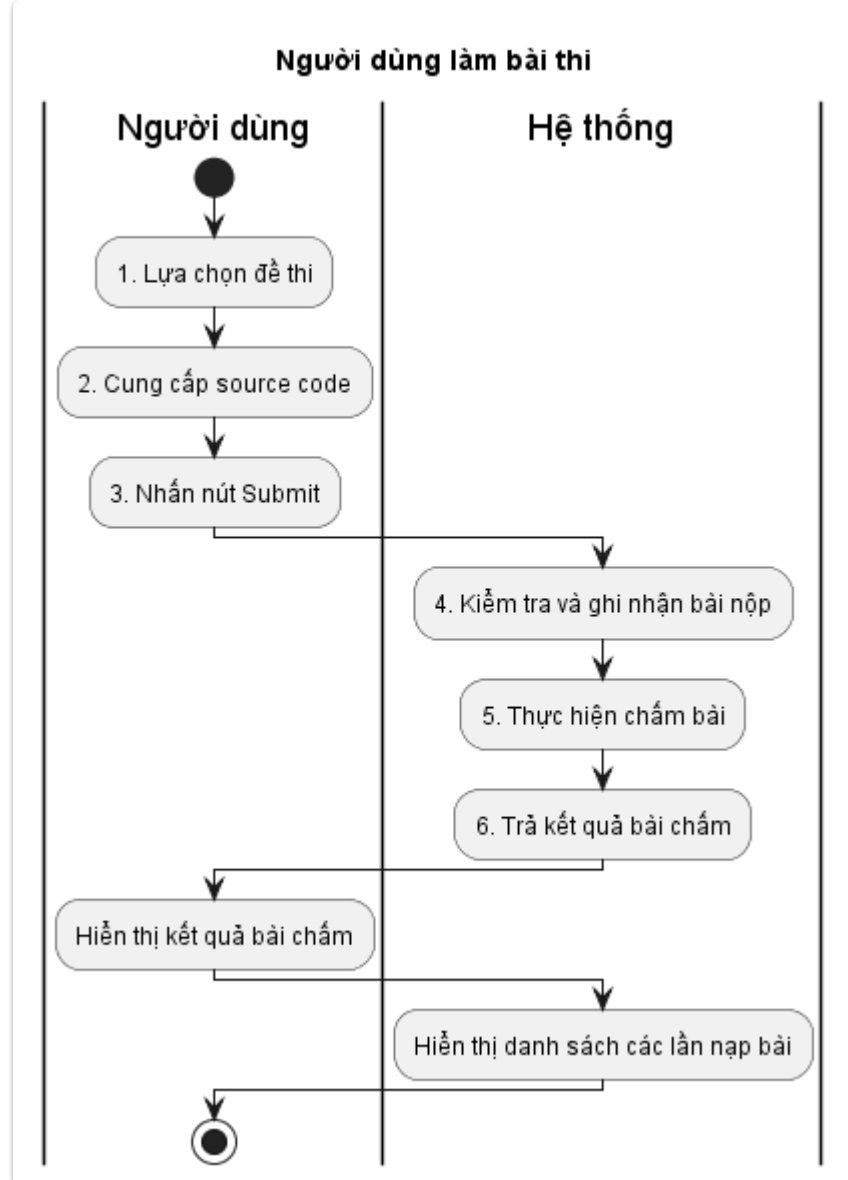 Người dùng làm bài thi
Người dùng
Hệ thống
1. Lựa chọn đề thi
2. Cung cấp source code
3. Nhấn nút Submit
4. Kiểm tra và ghi nhận bài nộp
5. Thực hiện chấm bài
6. Trả kết quả bài chấm
Hiễn thị kết quả bài chấm
Hiễn thị danh sách các lần nạp bài